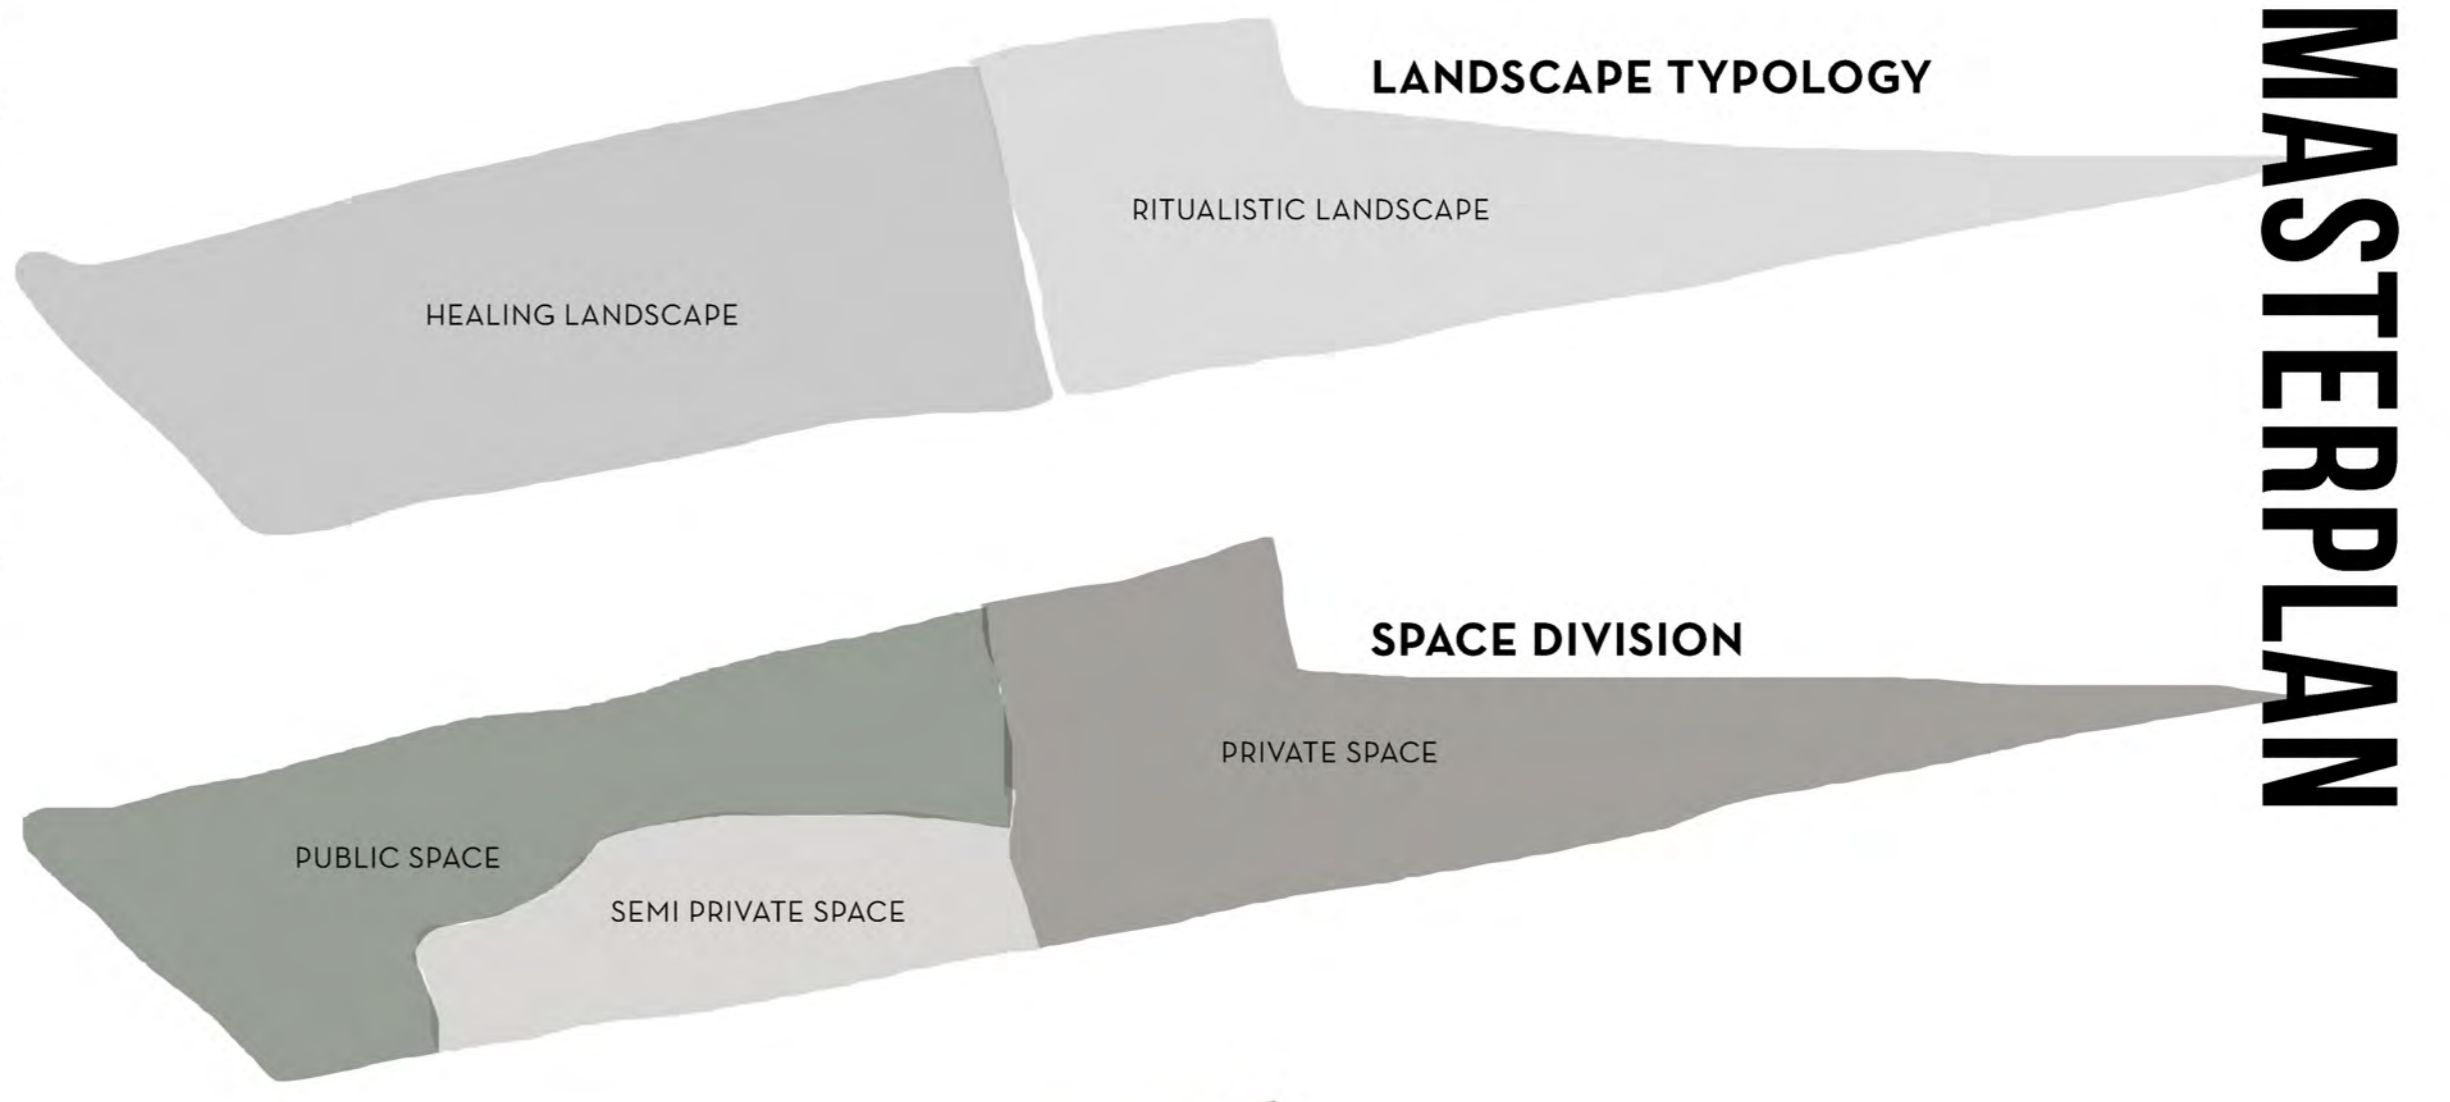 LANDSCAPE TYPOLOGY
RITUALISTIC LANDSCAPE
HEALING LANDSCAPE
SPACE DIVISION
PRIVATE SPACE
PUBLIC SPACE
SEMI PRIVATE SPACE
MASTERPLAN